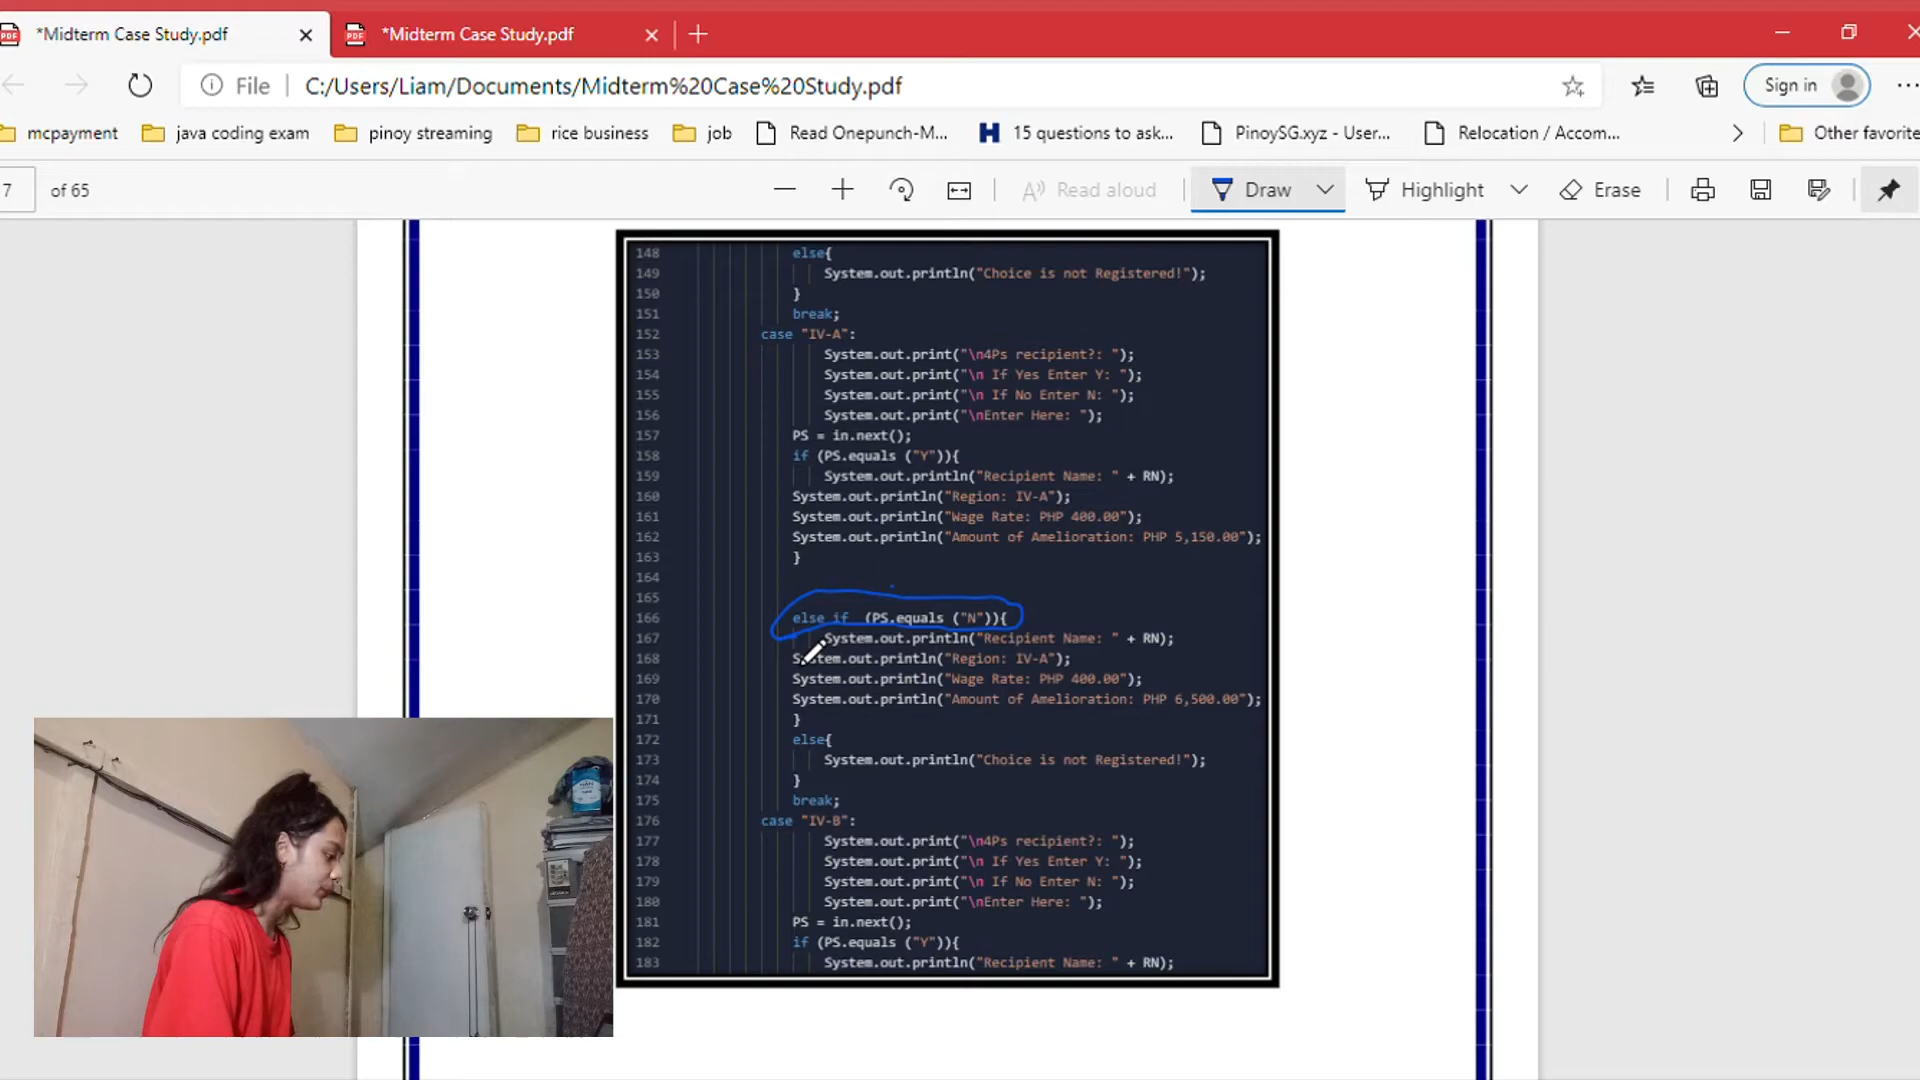 *Midterm Case Study.pdf
*Midterm Case Study.pdf
File
C:/Users/Liam/Documents/Midterm%20Case%20Study.pdf
Sign in
mcpayment
java coding exam
pinoy streaming
rice business
job
Read Onepunch-M...
15 questions to ask...
PinoySG.xyz - User...
Relocation / Accom...
Other favorite
7 of 65
Read aloud
Draw
Highlight
Erase
148 else{
149 System.out.println("Choice is not Registered!");
150 }
151 break;
152 case "IV-A":
153 System.out.print("\n4Ps recipient?: ");
154 System.out.print("\n If Yes Enter Y: ");
155 System.out.print("\n If No Enter N: ");
156 System.out.print("\nEnter Here: ");
157 PS = in.next();
158 if (PS.equals ("Y")){
159 System.out.println("Recipient Name: " + RN);
160 System.out.println("Region: IV-A");
161 System.out.println("Wage Rate: PHP 400.00");
162 System.out.println("Amount of Amelioration: PHP 5,150.00");
163 }
164
165
166 else if (PS.equals ("N")){
167 System.out.println("Recipient Name: " + RN);
168 System.out.println("Region: IV-A");
169 System.out.println("Wage Rate: PHP 400.00");
170 System.out.println("Amount of Amelioration: PHP 6,500.00");
171 }
172 else{
173 System.out.println("Choice is not Registered!");
174 }
175 break;
176 case "IV-B":
177 System.out.print("\n4Ps recipient?: ");
178 System.out.print("\n If Yes Enter Y: ");
179 System.out.print("\n If No Enter N: ");
180 System.out.print("\nEnter Here: ");
181 PS = in.next();
182 if (PS.equals ("Y")){
183 System.out.println("Recipient Name: " + RN);